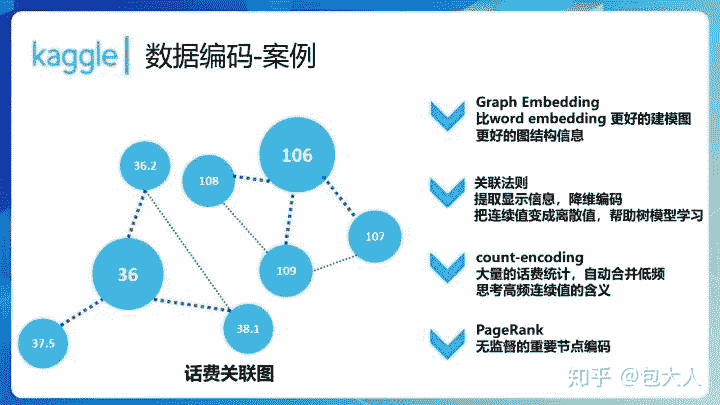 kaggle
数据编码-案例
36.2
108
106
107
36
109
37.5
38.1
话费关联图
Graph Embedding
比word embedding 更好的建模图
更好的图结构信息
关联法则
提取显示信息，降维编码
把连续值变成离散值，帮助树模型学习
count-encoding
大量的话费统计，自动合并低频
思考高频连续值的含义
PageRank
无监督的重要节点编码
知乎 @包大人